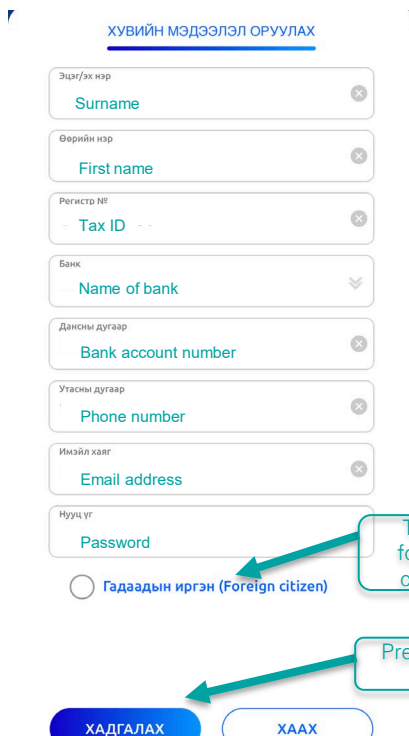 ХУВИЙН МЭДЭЭЛЭЛ ОРУУЛАХ
Эцэг/эх нэр
Surname
Өөрийн нэр
First name
Регистр №
Tax ID
Банк
Name of bank
Дансны дугаар
Bank account number
Утасны дугаар
Phone number
Имэйл хаяг
Email address
Нууц үг
Password
Гадаадын иргэн (Foreign citizen)
ХАДГАЛАХ
ХААХ